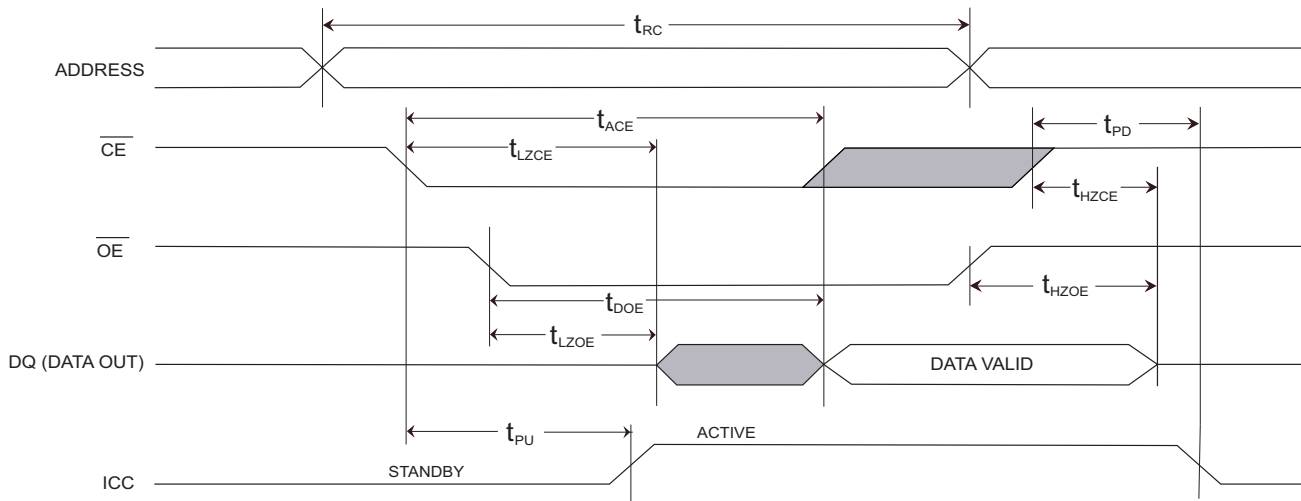 tRC
ADDRESS
tACE
tPD
CE
tLZCE
tHZCE
OE
tDOE
tHZOE
tLZOE
DQ (DATA OUT)
DATA VALID
tPU
ACTIVE
STANDBY
ICC